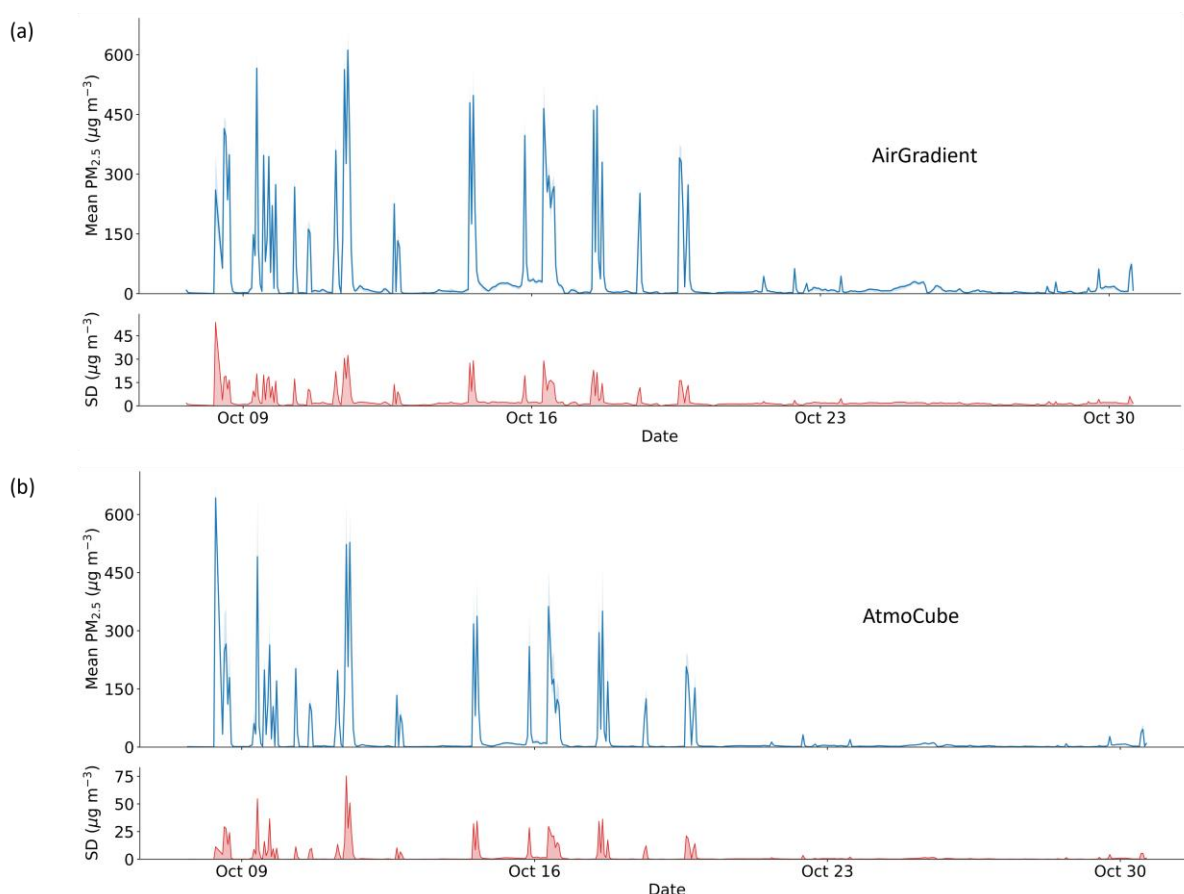 (a)
Mean PM2.5 (μg m−3)
600
450
300
150
0
AirGradient
SD (μg m−3)
45
30
15
0
Oct 09 Oct 16 Oct 23 Oct 30
Date
(b)
Mean PM2.5 (μg m−3)
600
450
300
150
0
AtmoCube
SD (μg m−3)
75
50
25
0
Oct 09 Oct 16 Oct 23 Oct 30
Date